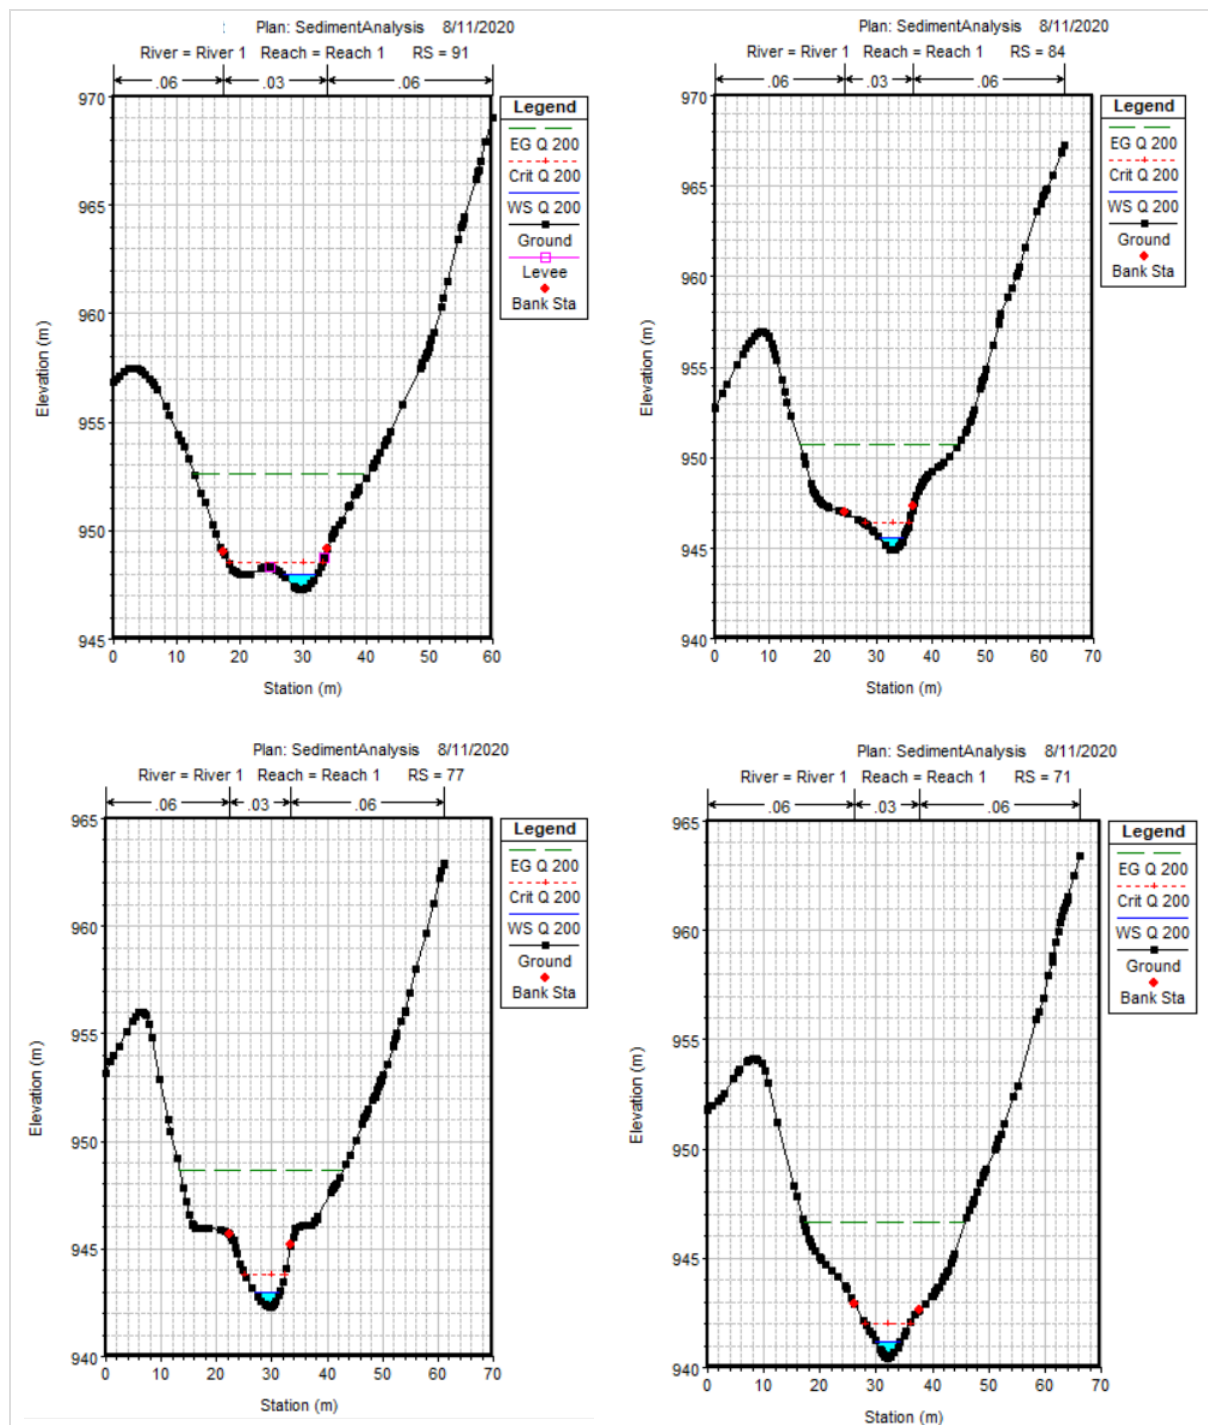 Plan: SedimentAnalysis 8/11/2020
River = River 1 Reach = Reach 1 RS = 91
.06 .03 .06
970
965
960
955
950
945
Elevation (m)
0 10 20 30 40 50 60
Station (m)
Legend
EG Q 200
Crit Q 200
WS Q 200
Ground
Levee
Bank Sta
Plan: SedimentAnalysis 8/11/2020
River = River 1 Reach = Reach 1 RS = 84
.06 .03 .06
970
965
960
955
950
945
940
Elevation (m)
0 10 20 30 40 50 60 70
Station (m)
Legend
EG Q 200
Crit Q 200
WS Q 200
Ground
Bank Sta
Plan: SedimentAnalysis 8/11/2020
River = River 1 Reach = Reach 1 RS = 77
.06 .03 .06
965
960
955
950
945
940
Elevation (m)
0 10 20 30 40 50 60 70
Station (m)
Legend
EG Q 200
Crit Q 200
WS Q 200
Ground
Bank Sta
Plan: SedimentAnalysis 8/11/2020
River = River 1 Reach = Reach 1 RS = 71
.06 .03 .06
965
960
955
950
945
940
Elevation (m)
0 10 20 30 40 50 60 70
Station (m)
Legend
EG Q 200
Crit Q 200
WS Q 200
Ground
Bank Sta